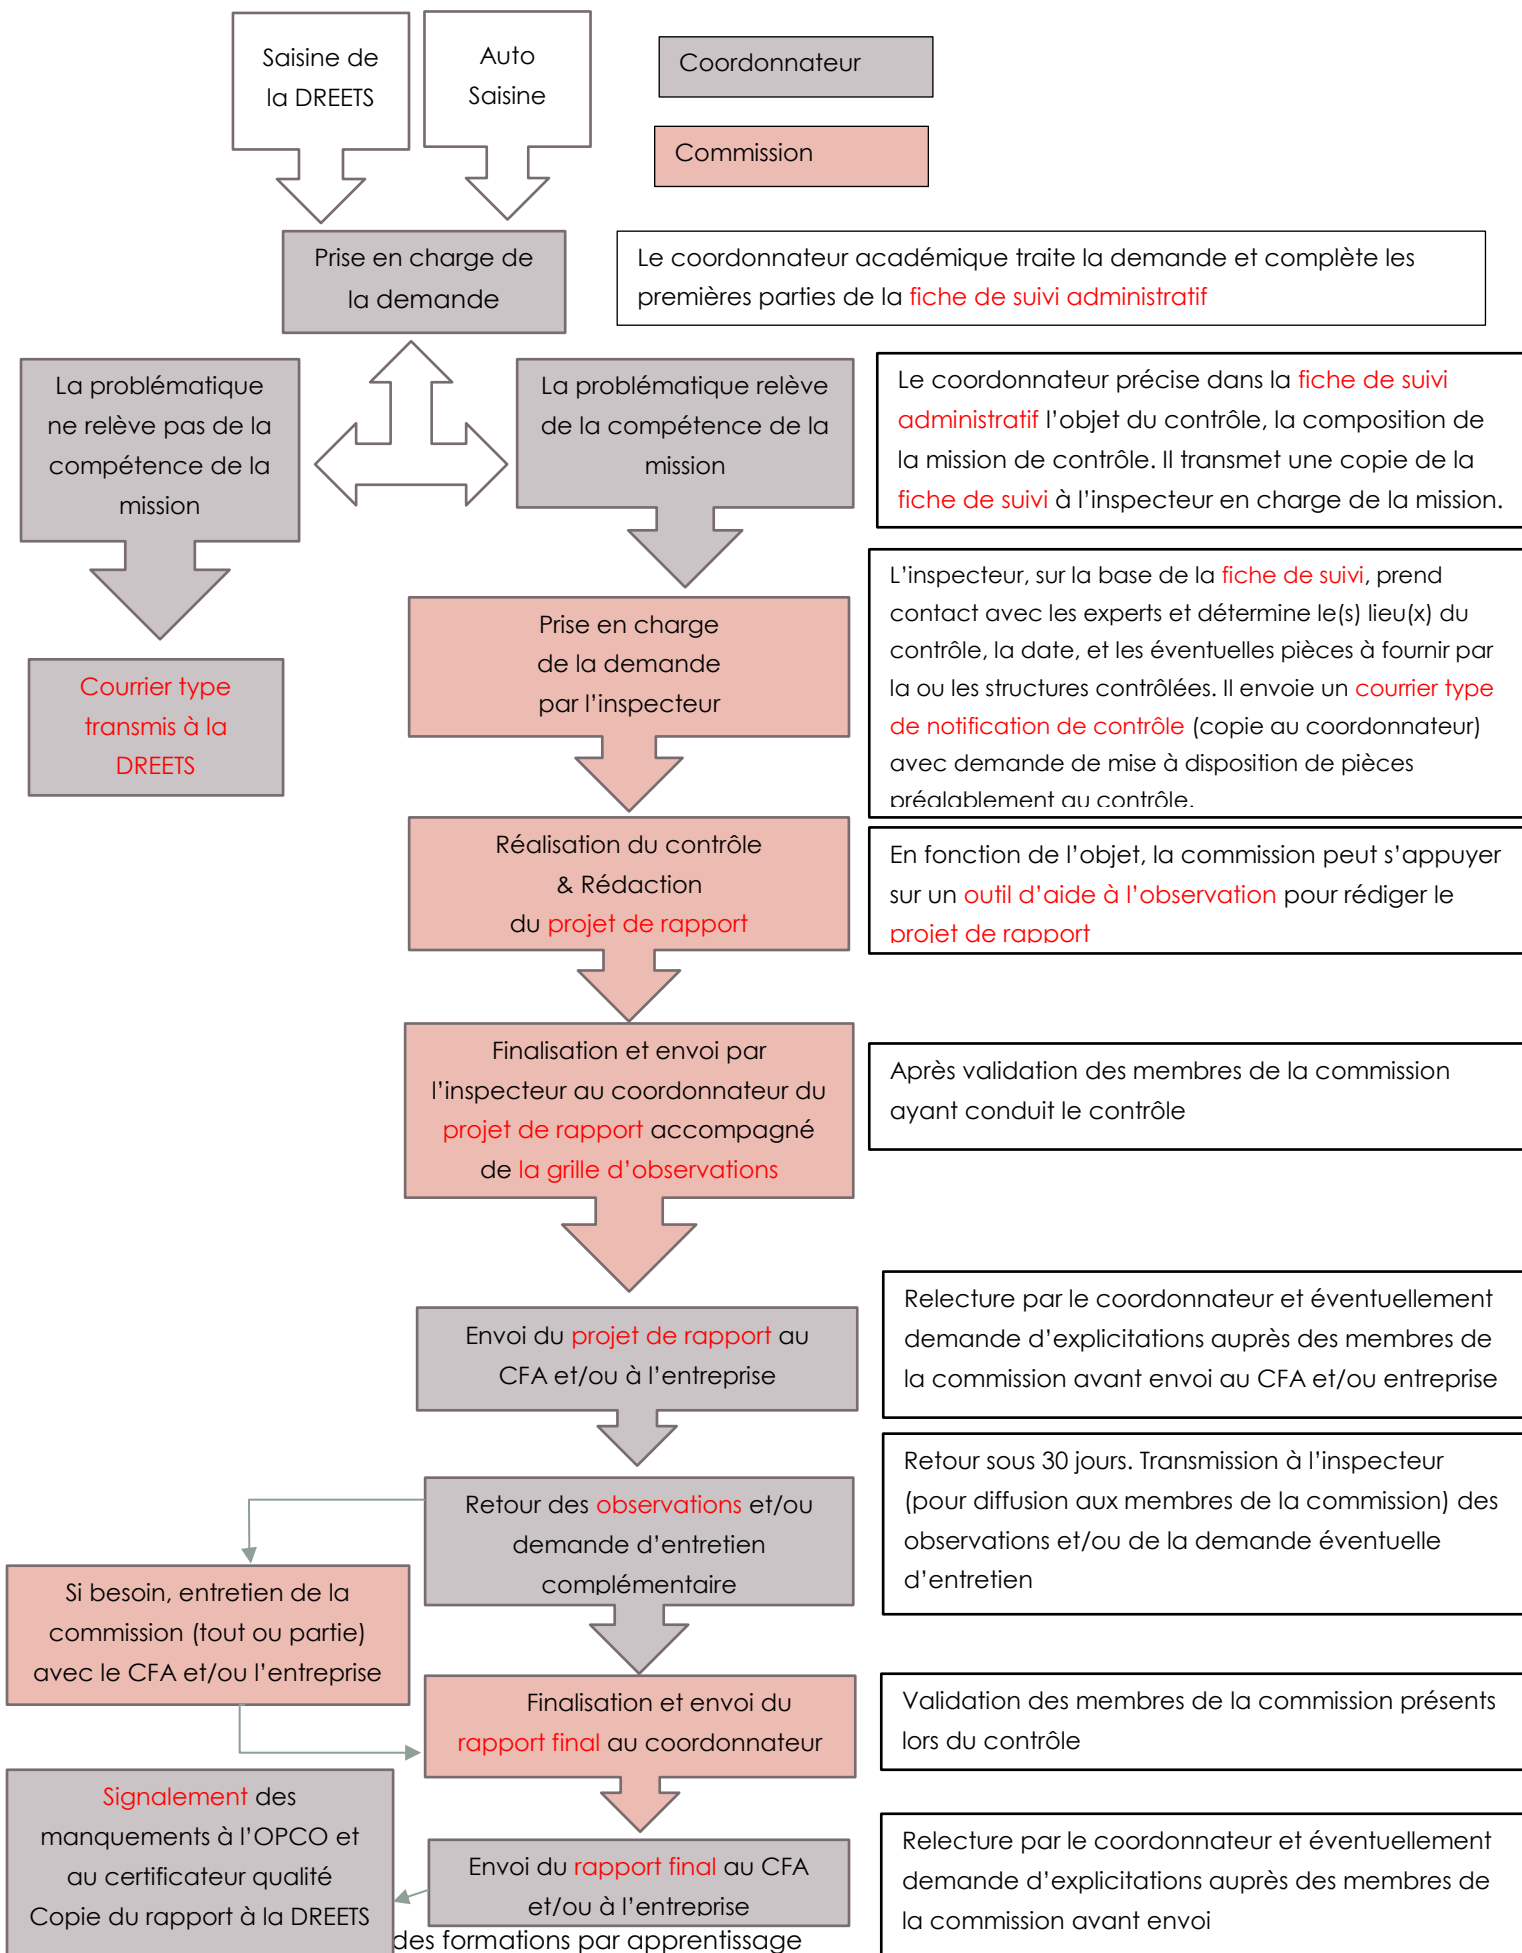 Saisine de
la DREETS
Auto
Saisine
Coordonnateur
Commission
Prise en charge de
la demande
Le coordonnateur académique traite la demande et complète les
premières parties de la fiche de suivi administratif
La problématique
ne relève pas de la
compétence de la
mission
La problématique relève
de la compétence de la
mission
Le coordonnateur précise dans la fiche de suivi
administratif l’objet du contrôle, la composition de
la mission de contrôle. Il transmet une copie de la
fiche de suivi à l’inspecteur en charge de la mission.
Courrier type
transmis à la
DREETS
Prise en charge
de la demande
par l’inspecteur
L’inspecteur, sur la base de la fiche de suivi, prend
contact avec les experts et détermine le(s) lieu(x) du
contrôle, la date, et les éventuelles pièces à fournir par
la ou les structures contrôlées. Il envoie un courrier type
de notification de contrôle (copie au coordonnateur)
avec demande de mise à disposition de pièces
préalablement au contrôle.
Réalisation du contrôle
& Rédaction
du projet de rapport
En fonction de l’objet, la commission peut s’appuyer
sur un outil d’aide à l’observation pour rédiger le
projet de rapport
Finalisation et envoi par
l’inspecteur au coordonnateur du
projet de rapport accompagné
de la grille d’observations
Après validation des membres de la commission
ayant conduit le contrôle
Envoi du projet de rapport au
CFA et/ou à l’entreprise
Relecture par le coordonnateur et éventuellement
demande d’explicitations auprès des membres de
la commission avant envoi au CFA et/ou entreprise
Retour des observations et/ou
demande d’entretien
complémentaire
Retour sous 30 jours. Transmission à l’inspecteur
(pour diffusion aux membres de la commission) des
observations et/ou de la demande éventuelle
d’entretien
Si besoin, entretien de la
commission (tout ou partie)
avec le CFA et/ou l’entreprise
Finalisation et envoi du
rapport final au coordonnateur
Validation des membres de la commission présents
lors du contrôle
Signalement des
manquements à l’OPCO et
au certificateur qualité
Copie du rapport à la DREETS
Envoi du rapport final au CFA
et/ou à l’entreprise
Relecture par le coordonnateur et éventuellement
demande d’explicitations auprès des membres de
la commission avant envoi
des formations par apprentissage